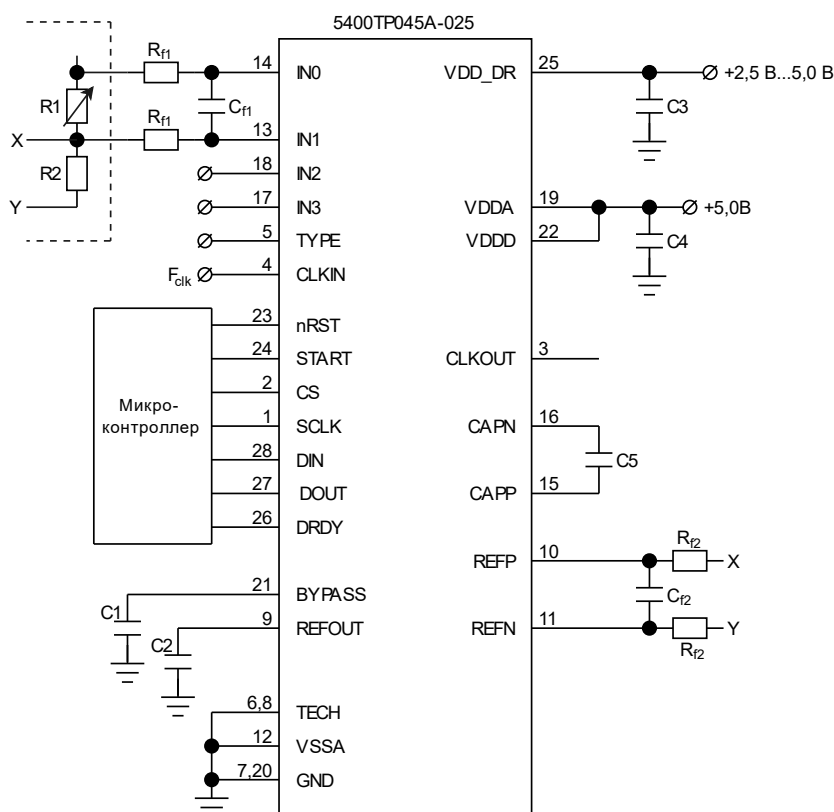 5400TP045A-025
Rf1
14
IN0
VDD_DR
25
+2,5 В...5,0 В
R1
Cf1
C3
Rf1
13
IN1
X
18
IN2
R2
17
IN3
VDDA
19
+5,0В
Y
5
TYPE
VDDD
22
C4
Fclk
4
CLKIN
23
nRST
24
START
CLKOUT
3
2
CS
Микро-
контроллер
1
SCLK
CAPN
16
28
DIN
C5
27
DOUT
CAPP
15
26
DRDY
Rf2
REFP
10
X
21
BYPASS
Cf2
C1
9
REFOUT
REFN
11
Y
C2
Rf2
6,8
TECH
12
VSSA
7,20
GND